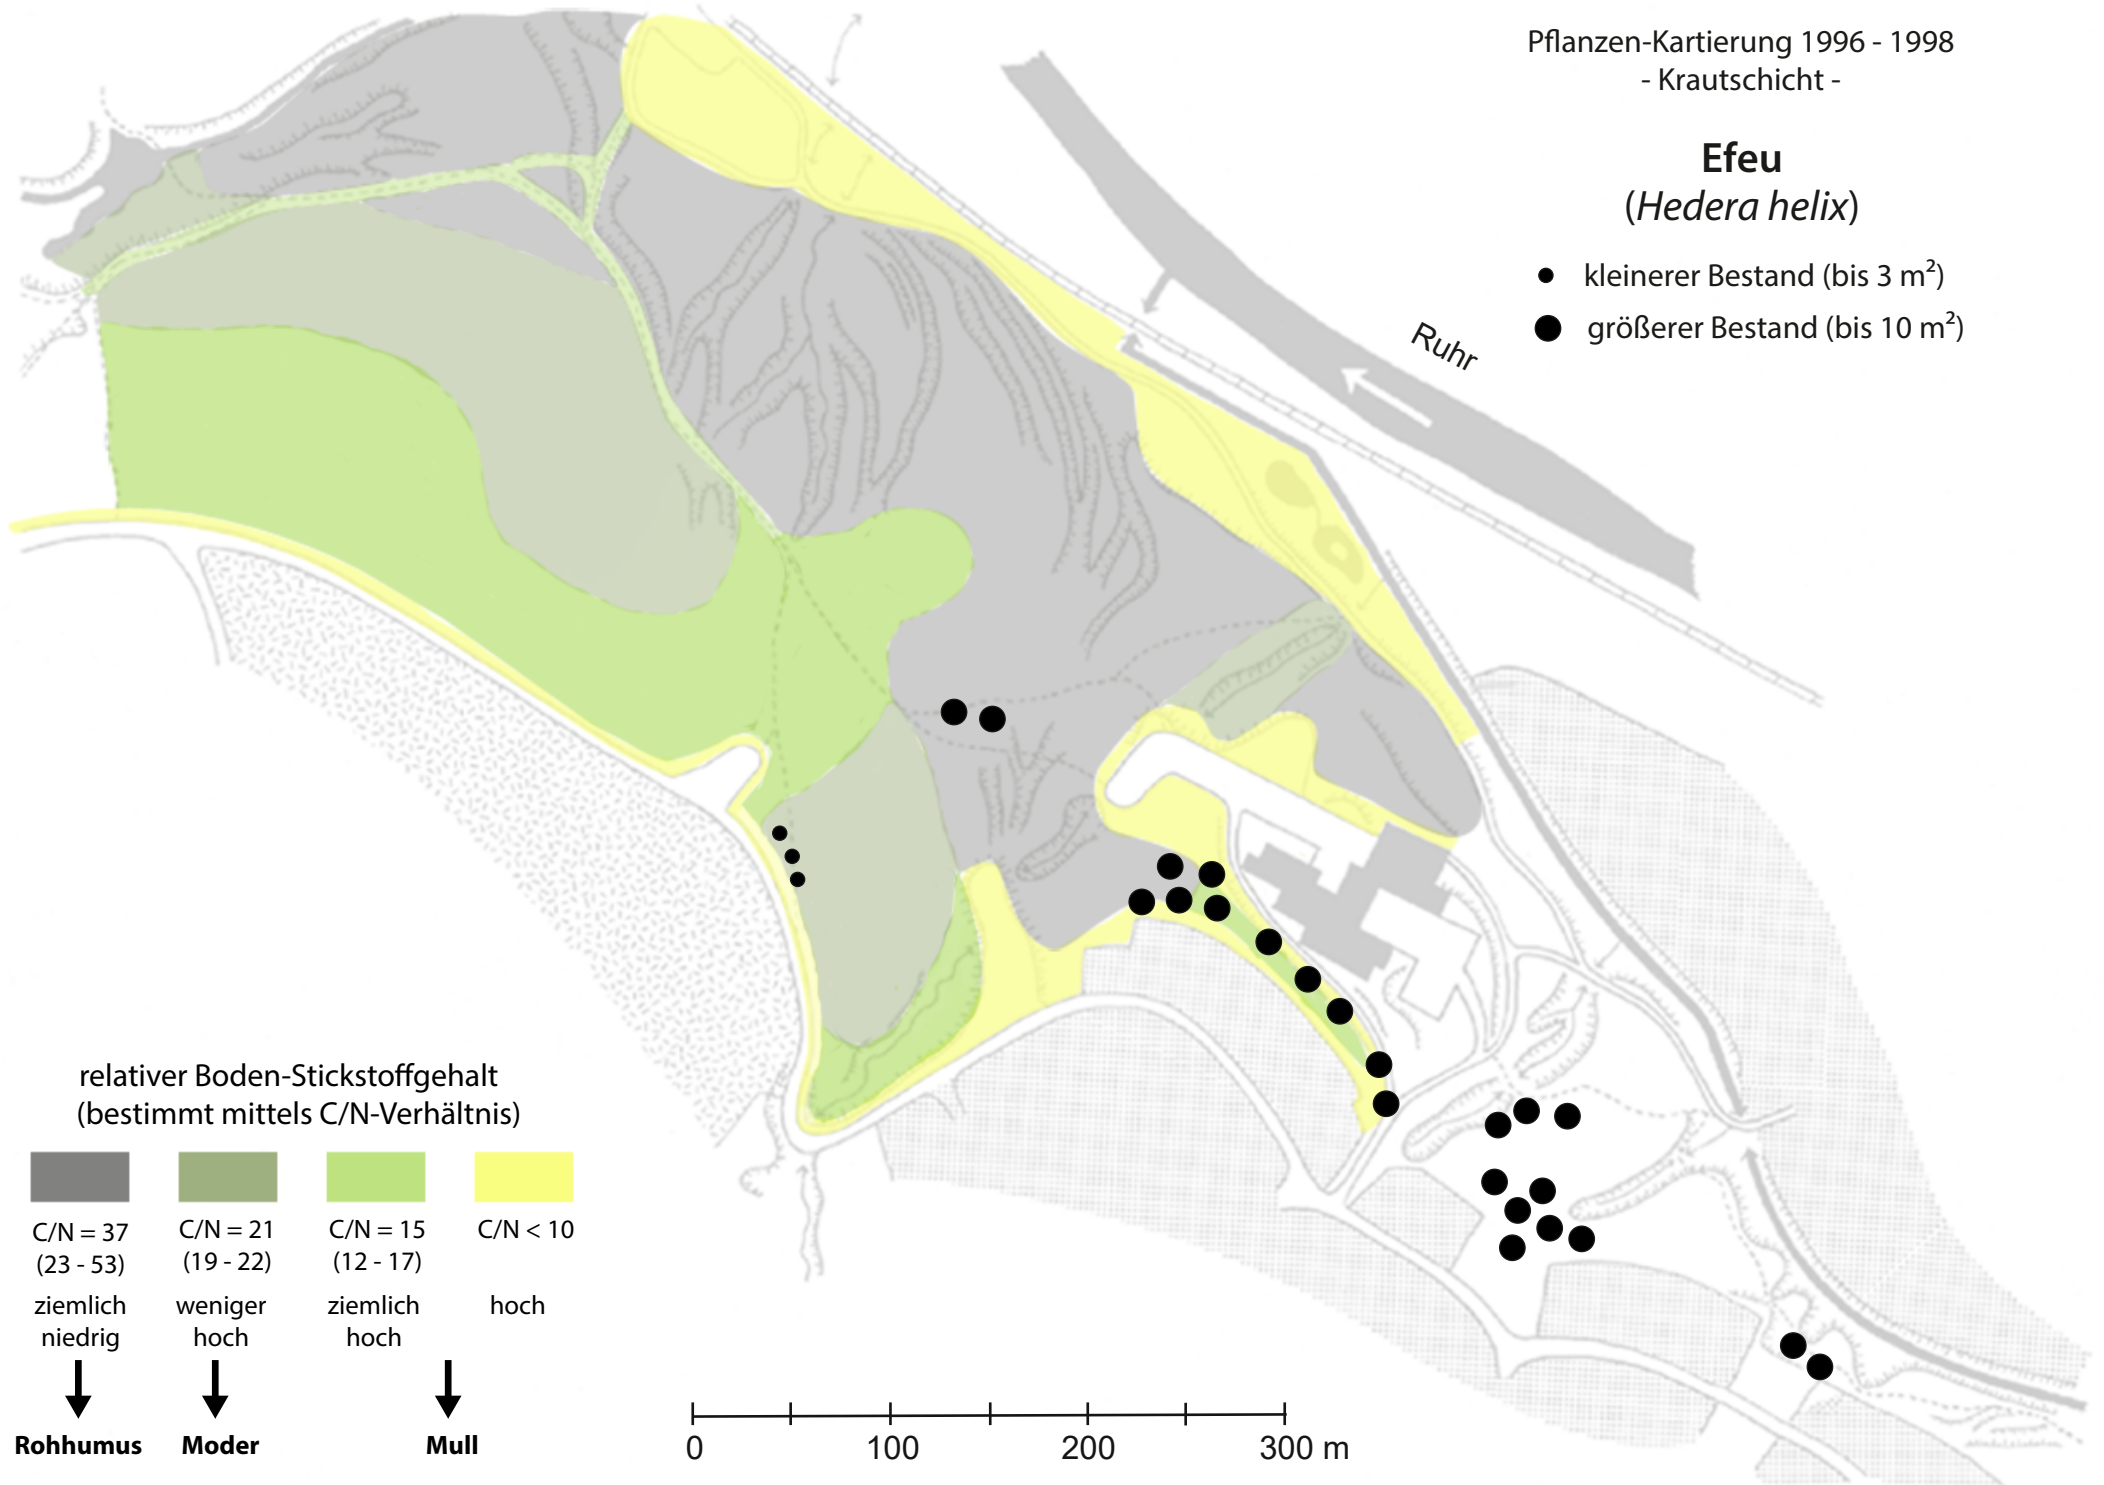 Pflanzen-Kartierung 1996 - 1998
- Krautschicht -
Efeu
(Hedera helix)
kleinerer Bestand (bis 3 m²)
größerer Bestand (bis 10 m²)
Ruhr
relativer Boden-Stickstoffgehalt
(bestimmt mittels C/N-Verhältnis)
C/N = 37 C/N = 21 C/N = 15 C/N < 10
(23 - 53) (19 - 22) (12 - 17)
ziemlich weniger ziemlich hoch
niedrig hoch hoch
Rohhumus Moder Mull
0 100 200 300 m